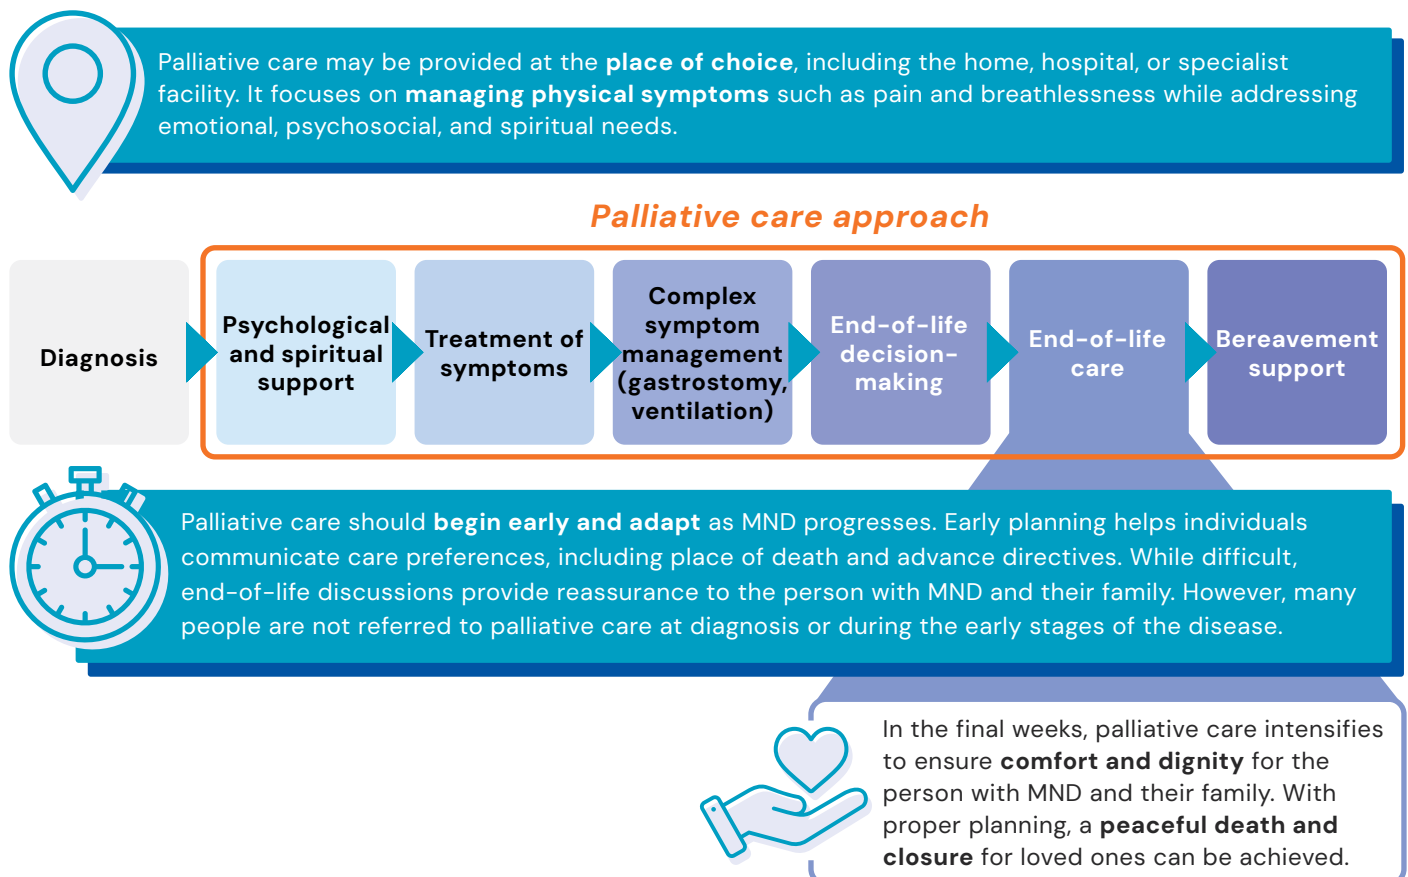 Palliative care may be provided at the place of choice, including the home, hospital, or specialist
facility. It focuses on managing physical symptoms such as pain and breathlessness while addressing
emotional, psychosocial, and spiritual needs.
Palliative care approach
Diagnosis
Psychological
and spiritual
support
Treatment of
symptoms
Complex
symptom
management
(gastrostomy,
ventilation)
End-of-life
decision-
making
End-of-life
care
Bereavement
support
Palliative care should begin early and adapt as MND progresses. Early planning helps individuals
communicate care preferences, including place of death and advance directives. While difficult,
end-of-life discussions provide reassurance to the person with MND and their family. However, many
people are not referred to palliative care at diagnosis or during the early stages of the disease.
In the final weeks, palliative care intensifies
to ensure comfort and dignity for the
person with MND and their family. With
proper planning, a peaceful death and
closure for loved ones can be achieved.